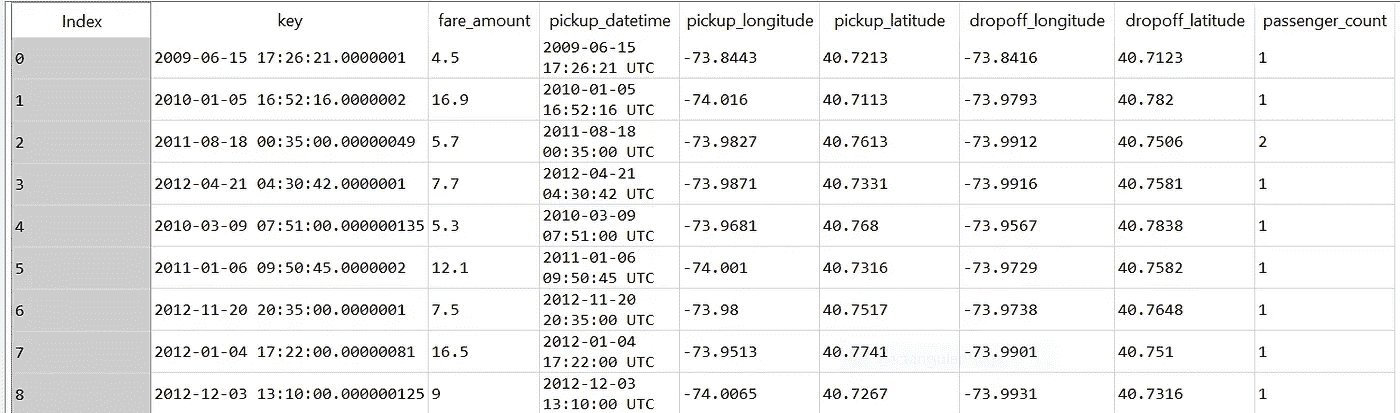 Index key fare_amount pickup_datetime pickup_longitude pickup_latitude dropoff_longitude dropoff_latitude passenger_count
0 2009-06-15 17:26:21.0000001 4.5 2009-06-15 17:26:21 UTC -73.8443 40.7213 -73.8416 40.7123 1
1 2010-01-05 16:52:16.0000002 16.9 2010-01-05 16:52:16 UTC -74.016 40.7113 -73.9793 40.782 1
2 2011-08-18 00:35:00.00000049 5.7 2011-08-18 00:35:00 UTC -73.9827 40.7613 -73.9912 40.7506 2
3 2012-04-21 04:30:42.0000001 7.7 2012-04-21 04:30:42 UTC -73.9871 40.7331 -73.9916 40.7581 1
4 2010-03-09 07:51:00.000000135 5.3 2010-03-09 07:51:00 UTC -73.9681 40.768 -73.9567 40.7838 1
5 2011-01-06 09:50:45.0000002 12.1 2011-01-06 09:50:45 UTC -74.001 40.7316 -73.9729 40.7582 1
6 2012-11-20 20:35:00.0000001 7.5 2012-11-20 20:35:00 UTC -73.98 40.7517 -73.9738 40.7648 1
7 2012-01-04 17:22:00.00000081 16.5 2012-01-04 17:22:00 UTC -73.9513 40.7741 -73.9901 40.751 1
8 2012-12-03 13:10:00.000000125 9 2012-12-03 13:10:00 UTC -74.0065 40.7267 -73.9931 40.7316 1